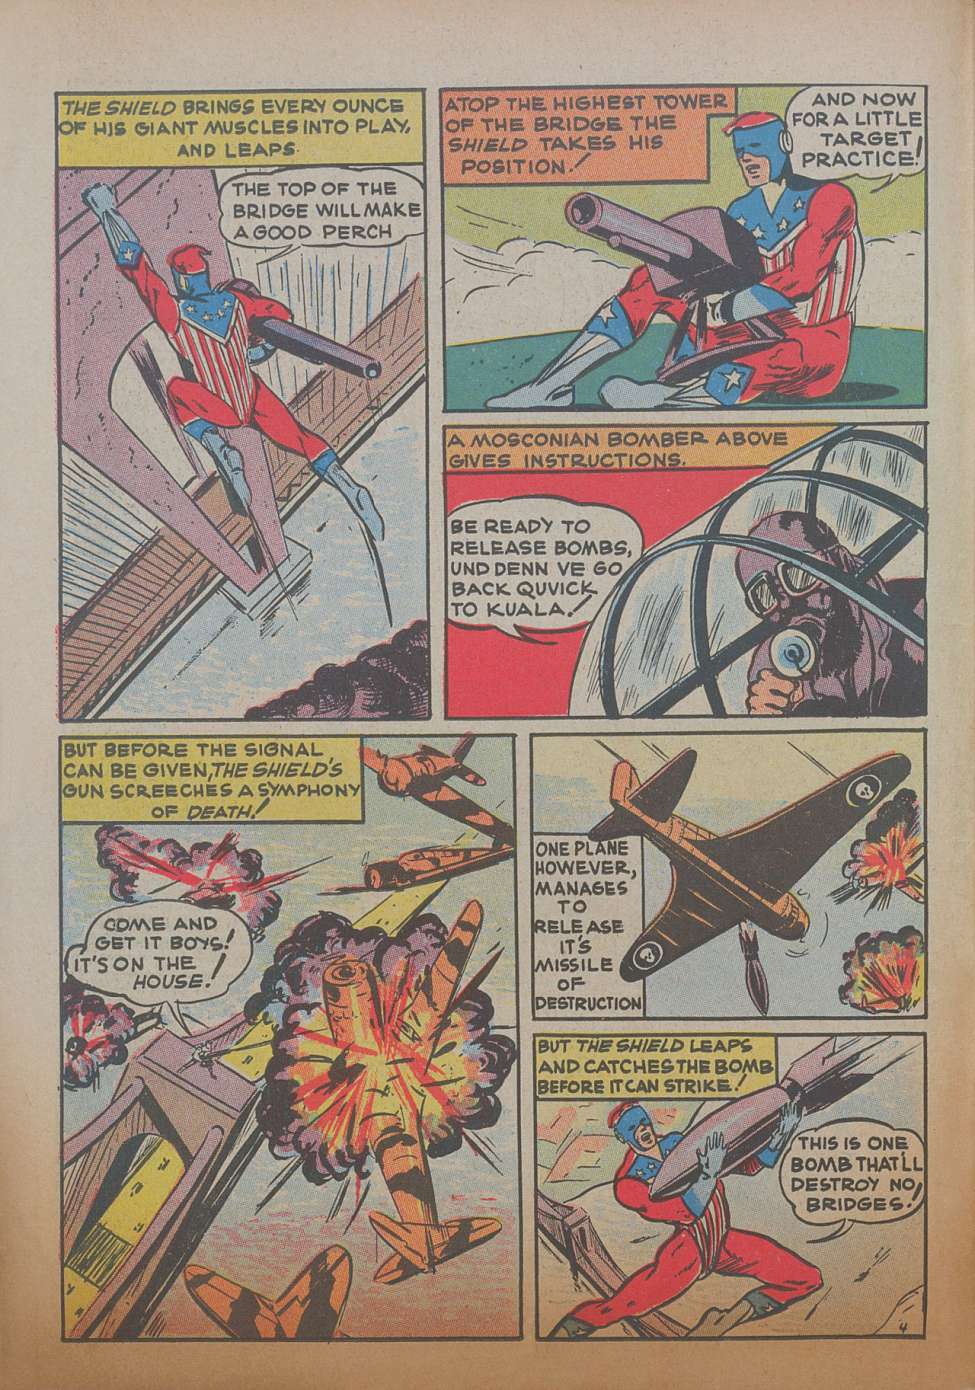 THE SHIELD BRINGS EVERY OUNCE
OF HIS GIANT MUSCLES INTO PLAY,
AND LEAPS.
THE TOP OF THE
BRIDGE WILL MAKE
A GOOD PERCH
ATOP THE HIGHEST TOWER
OF THE BRIDGE THE
SHIELD TAKES HIS
POSITION!
AND NOW
FOR A LITTLE
TARGET
PRACTICE!
A MOSCONIAN BOMBER ABOVE
GIVES INSTRUCTIONS.
BE READY TO
RELEASE BOMBS,
UND DENN VE GO
BACK QUVICK
TO KUALA!
BUT BEFORE THE SIGNAL
CAN BE GIVEN, THE SHIELD'S
GUN SCREECHES A SYMPHONY
OF DEATH!
COME AND
GET IT BOYS!
IT'S ON THE
HOUSE!
ONE PLANE
HOWEVER,
MANAGES
TO
RELEASE
IT'S
MISSILE
OF
DESTRUCTION
BUT THE SHIELD LEAPS
AND CATCHES THE BOMB
BEFORE IT CAN STRIKE!
THIS IS ONE
BOMB THAT'LL
DESTROY NO
BRIDGES!
4